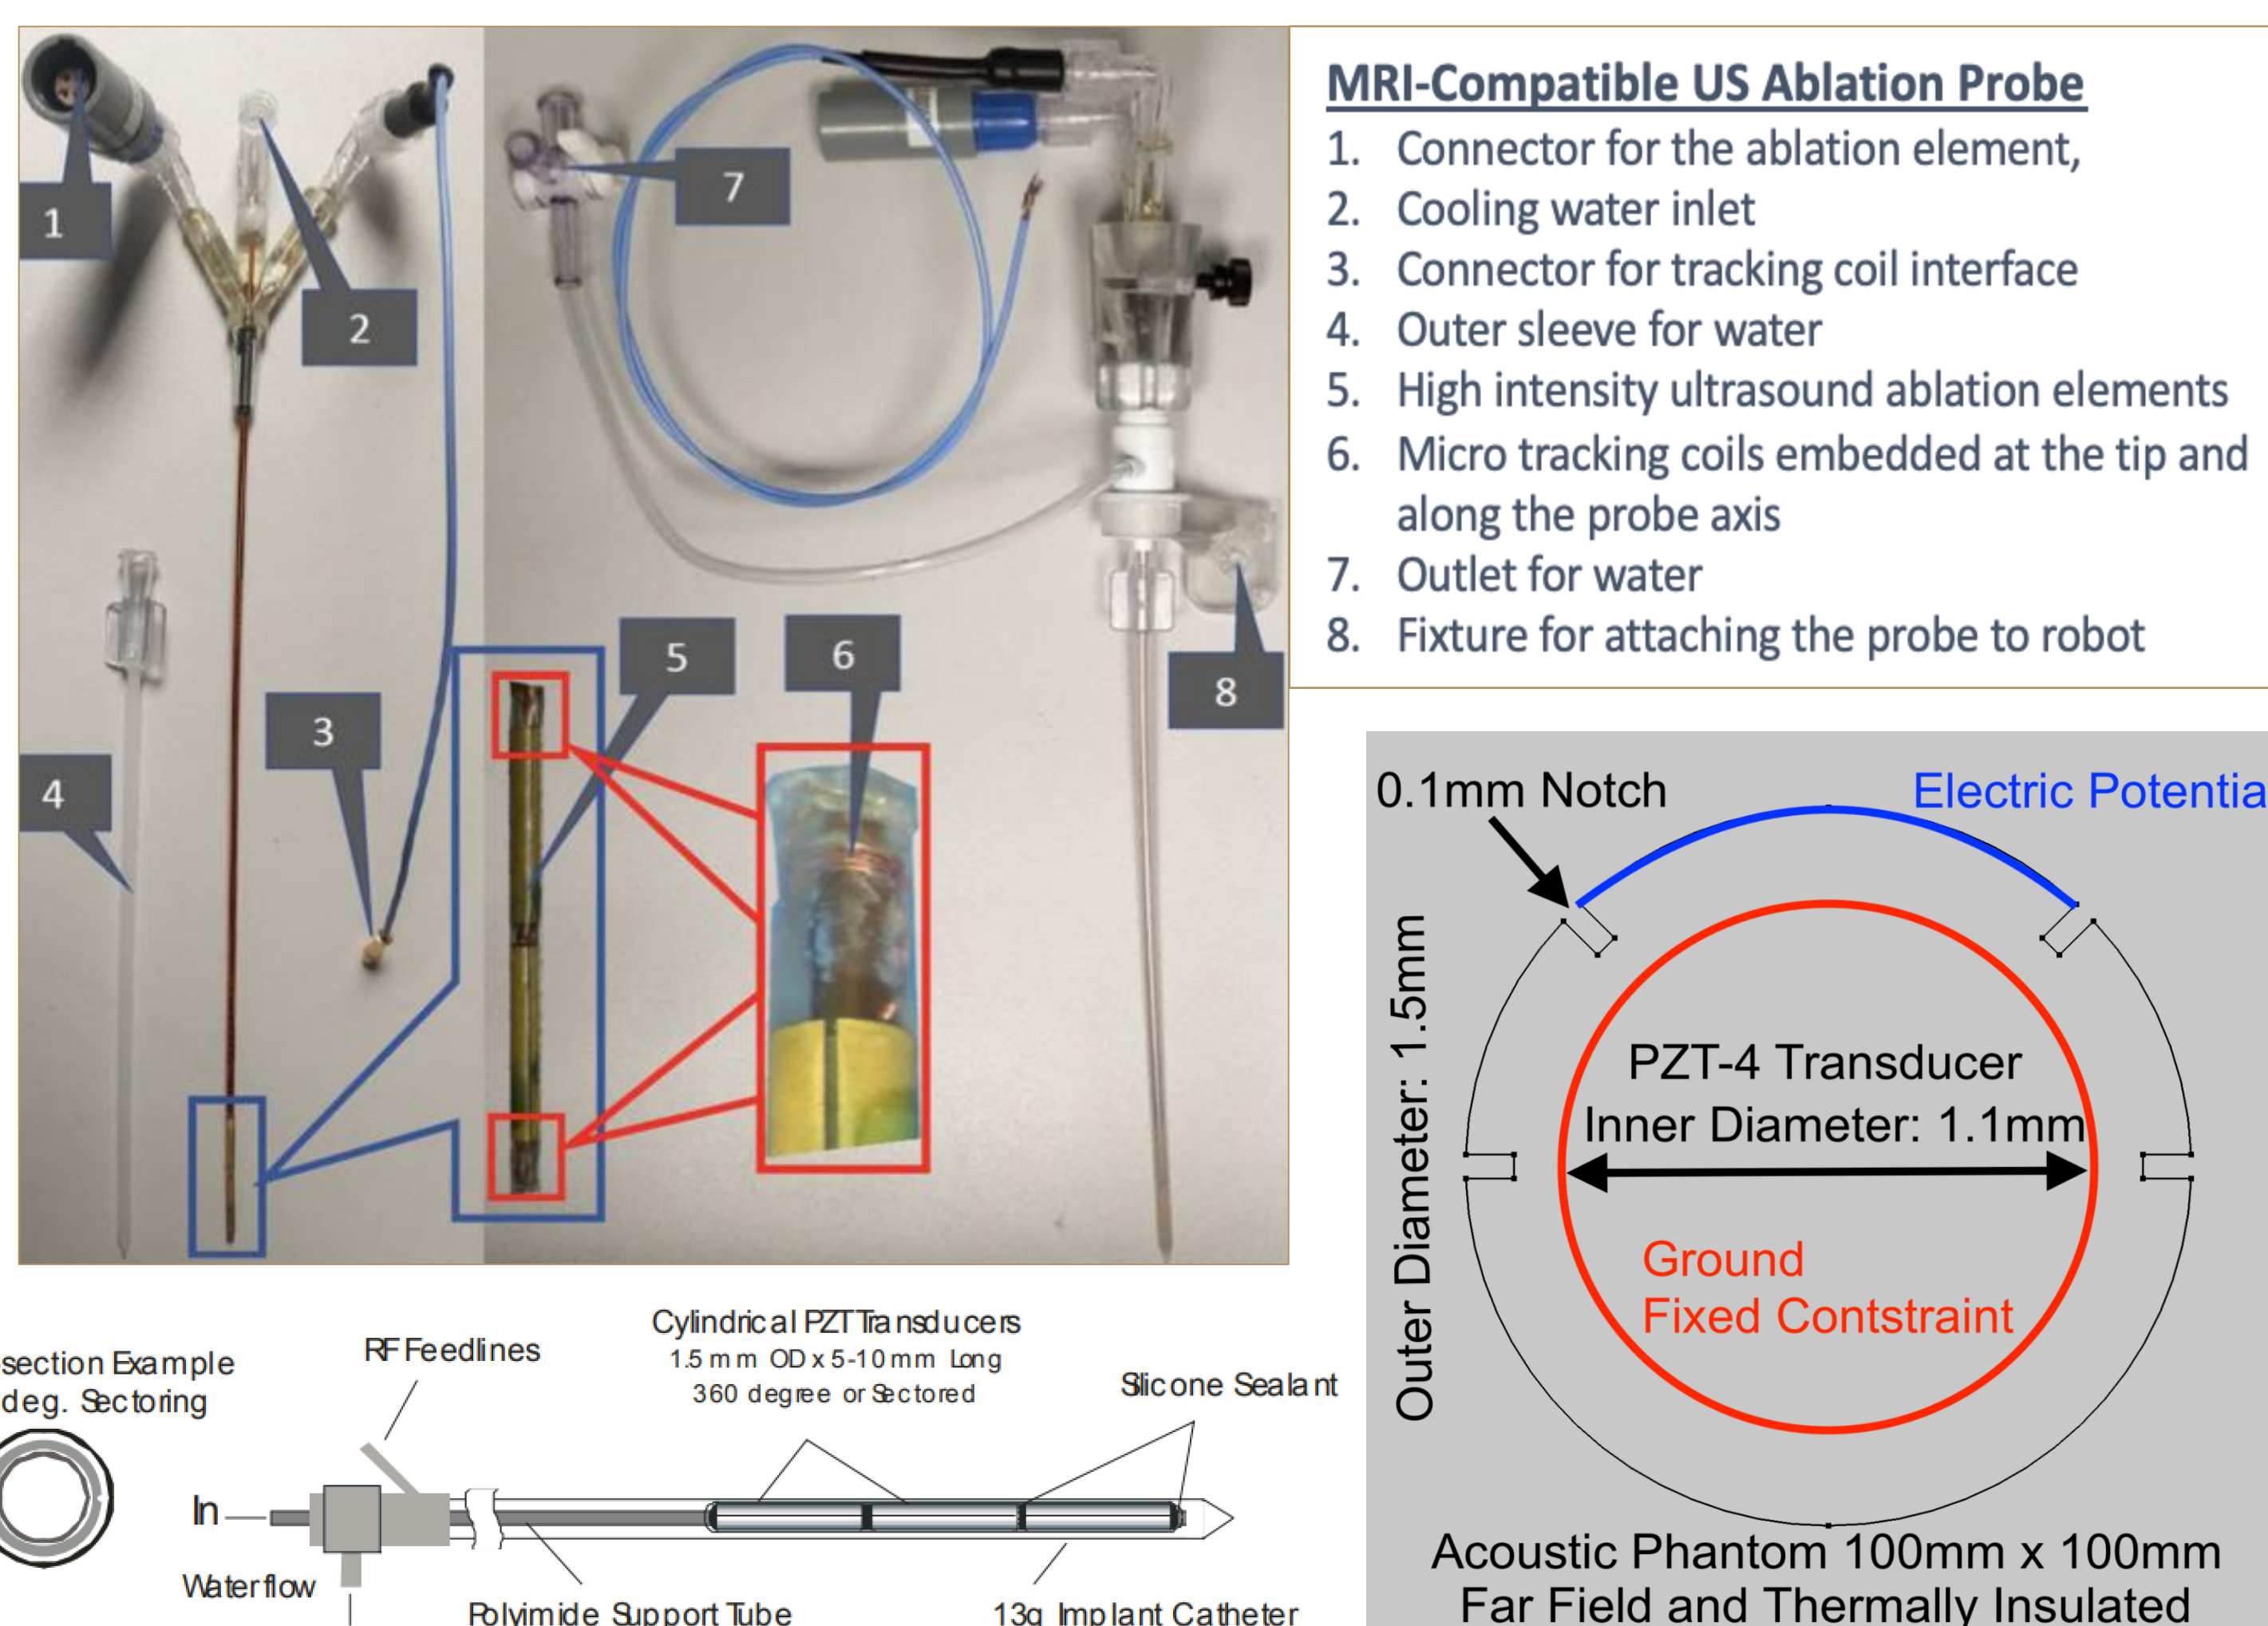 1
2
3
4
5
6
7
8
MRI-Compatible US Ablation Probe
1. Connector for the ablation element,
2. Cooling water inlet
3. Connector for tracking coil interface
4. Outer sleeve for water
5. High intensity ultrasound ablation elements
6. Micro tracking coils embedded at the tip and
along the probe axis
7. Outlet for water
8. Fixture for attaching the probe to robot
section Example
deg. Sectoring
RF Feedlines
Cylindrical PZT Transducers
1.5 mm OD x 5-10 mm Long
360 degree or Sectored
Silicone Sealant
In
Water flow
Polyimide Support Tube
13g Implant Catheter
0.1mm Notch
Electric Potentia
Outer Diameter: 1.5mm
PZT-4 Transducer
Inner Diameter: 1.1mm
Ground
Fixed Contstraint
Acoustic Phantom 100mm x 100mm
Far Field and Thermally Insulated